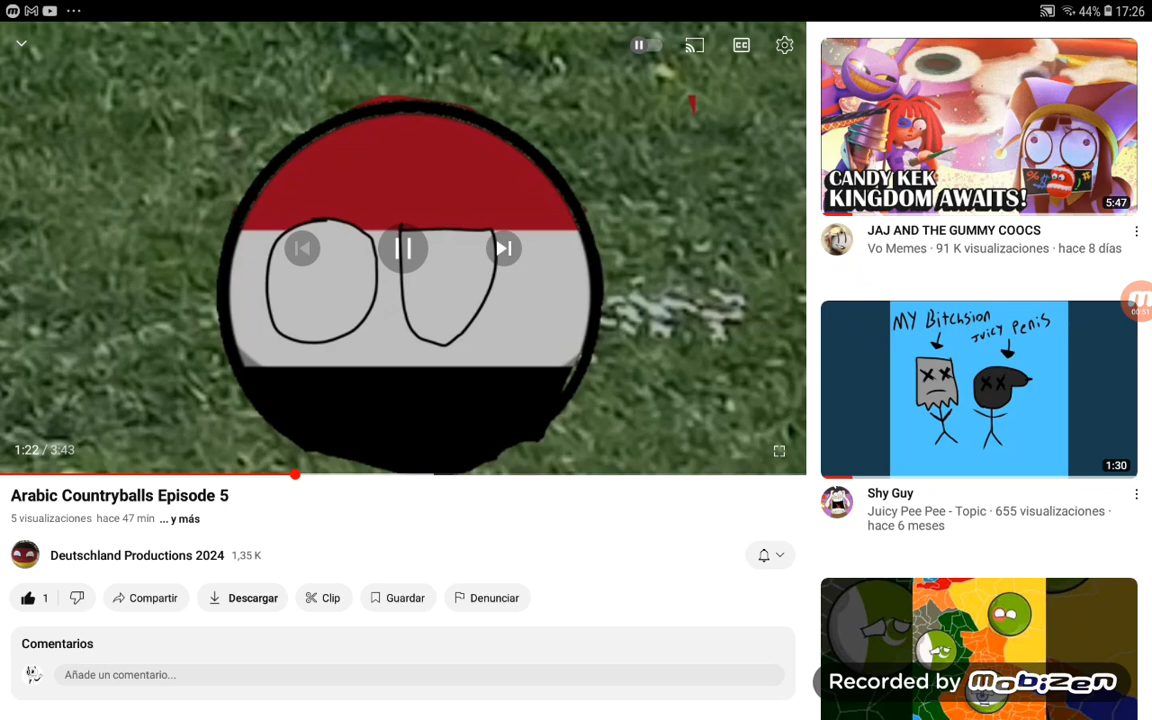 44% 17:26
CC
1:22 / 3:43
Arabic Countryballs Episode 5
5 visualizaciones hace 47 min ... y más
Deutschland Productions 2024 1,35 K
1
Compartir
Descargar
Clip
Guardar
Denunciar
Comentarios
Añade un comentario...
CANDY KEK
KINGDOM AWAITS!
5:47
JAJ AND THE GUMMY COOCS
Vo Memes · 91 K visualizaciones · hace 8 días
00:51
MY Bitchsion
Juicy Penis
1:30
Shy Guy
Juicy Pee Pee - Topic · 655 visualizaciones ·
hace 6 meses
Recorded by mobizen